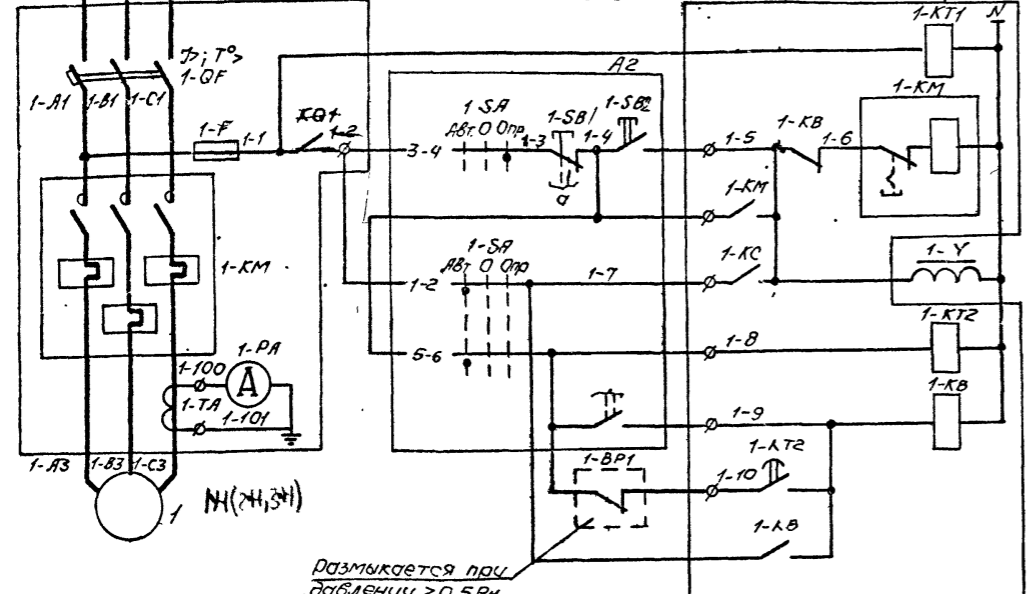 1-КТ1
N
I>; T°>
1-QF
1-A1
1-B1
1-C1
A2
1-KM
1-SA
Авт. О Опр
1-SB1
1-SB2
1-F
1-1
1-2
3-4
1-3
1-4
1-5
1-KB
1-6
1-KM
1-KM
1-SA
Авт О Опр
1-2
1-7
1-KC
1-Y
1-KT2
5-6
1-8
1-KB
1-PA
1-100
A
1-TA
1-101
1-9
1-A3
1-B3
1-C3
1-BP1
1-KT2
1-10
1
1-KB
размыкается при